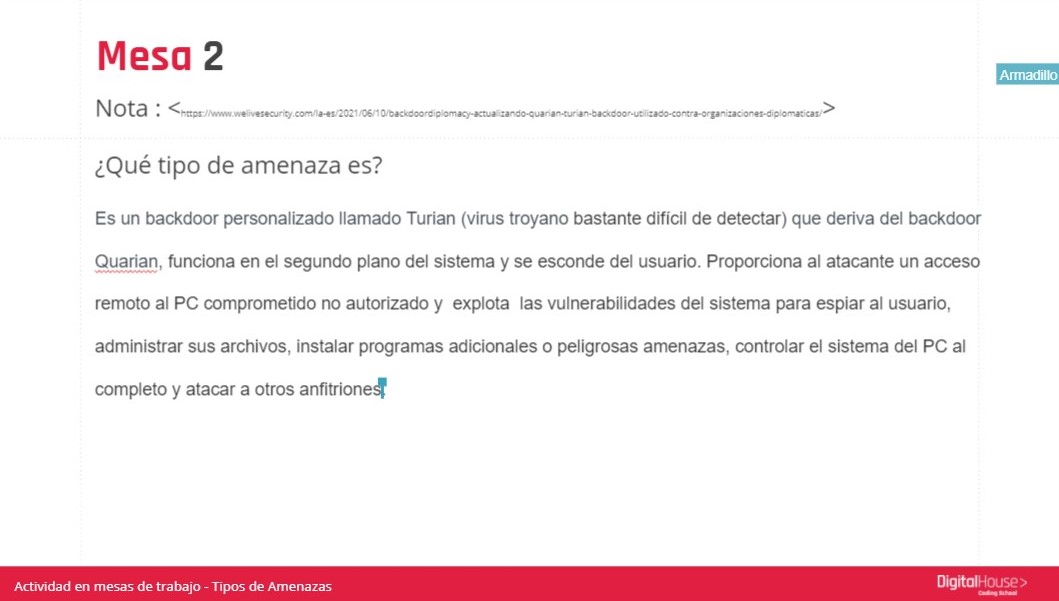 Mesa 2
Armadillo
Nota : <https://www.welivesecurity.com/la-es/2021/06/10/backdoordiplomacy-actualizando-quarian-turian-backdoor-utilizado-contra-organizaciones-diplomaticas/>
¿Qué tipo de amenaza es?
Es un backdoor personalizado llamado Turian (virus troyano bastante difícil de detectar) que deriva del backdoor
Quarian, funciona en el segundo plano del sistema y se esconde del usuario. Proporciona al atacante un acceso
remoto al PC comprometido no autorizado y  explota  las vulnerabilidades del sistema para espiar al usuario,
administrar sus archivos, instalar programas adicionales o peligrosas amenazas, controlar el sistema del PC al
completo y atacar a otros anfitriones.
Actividad en mesas de trabajo - Tipos de Amenazas
DigitalHouse>
Coding School